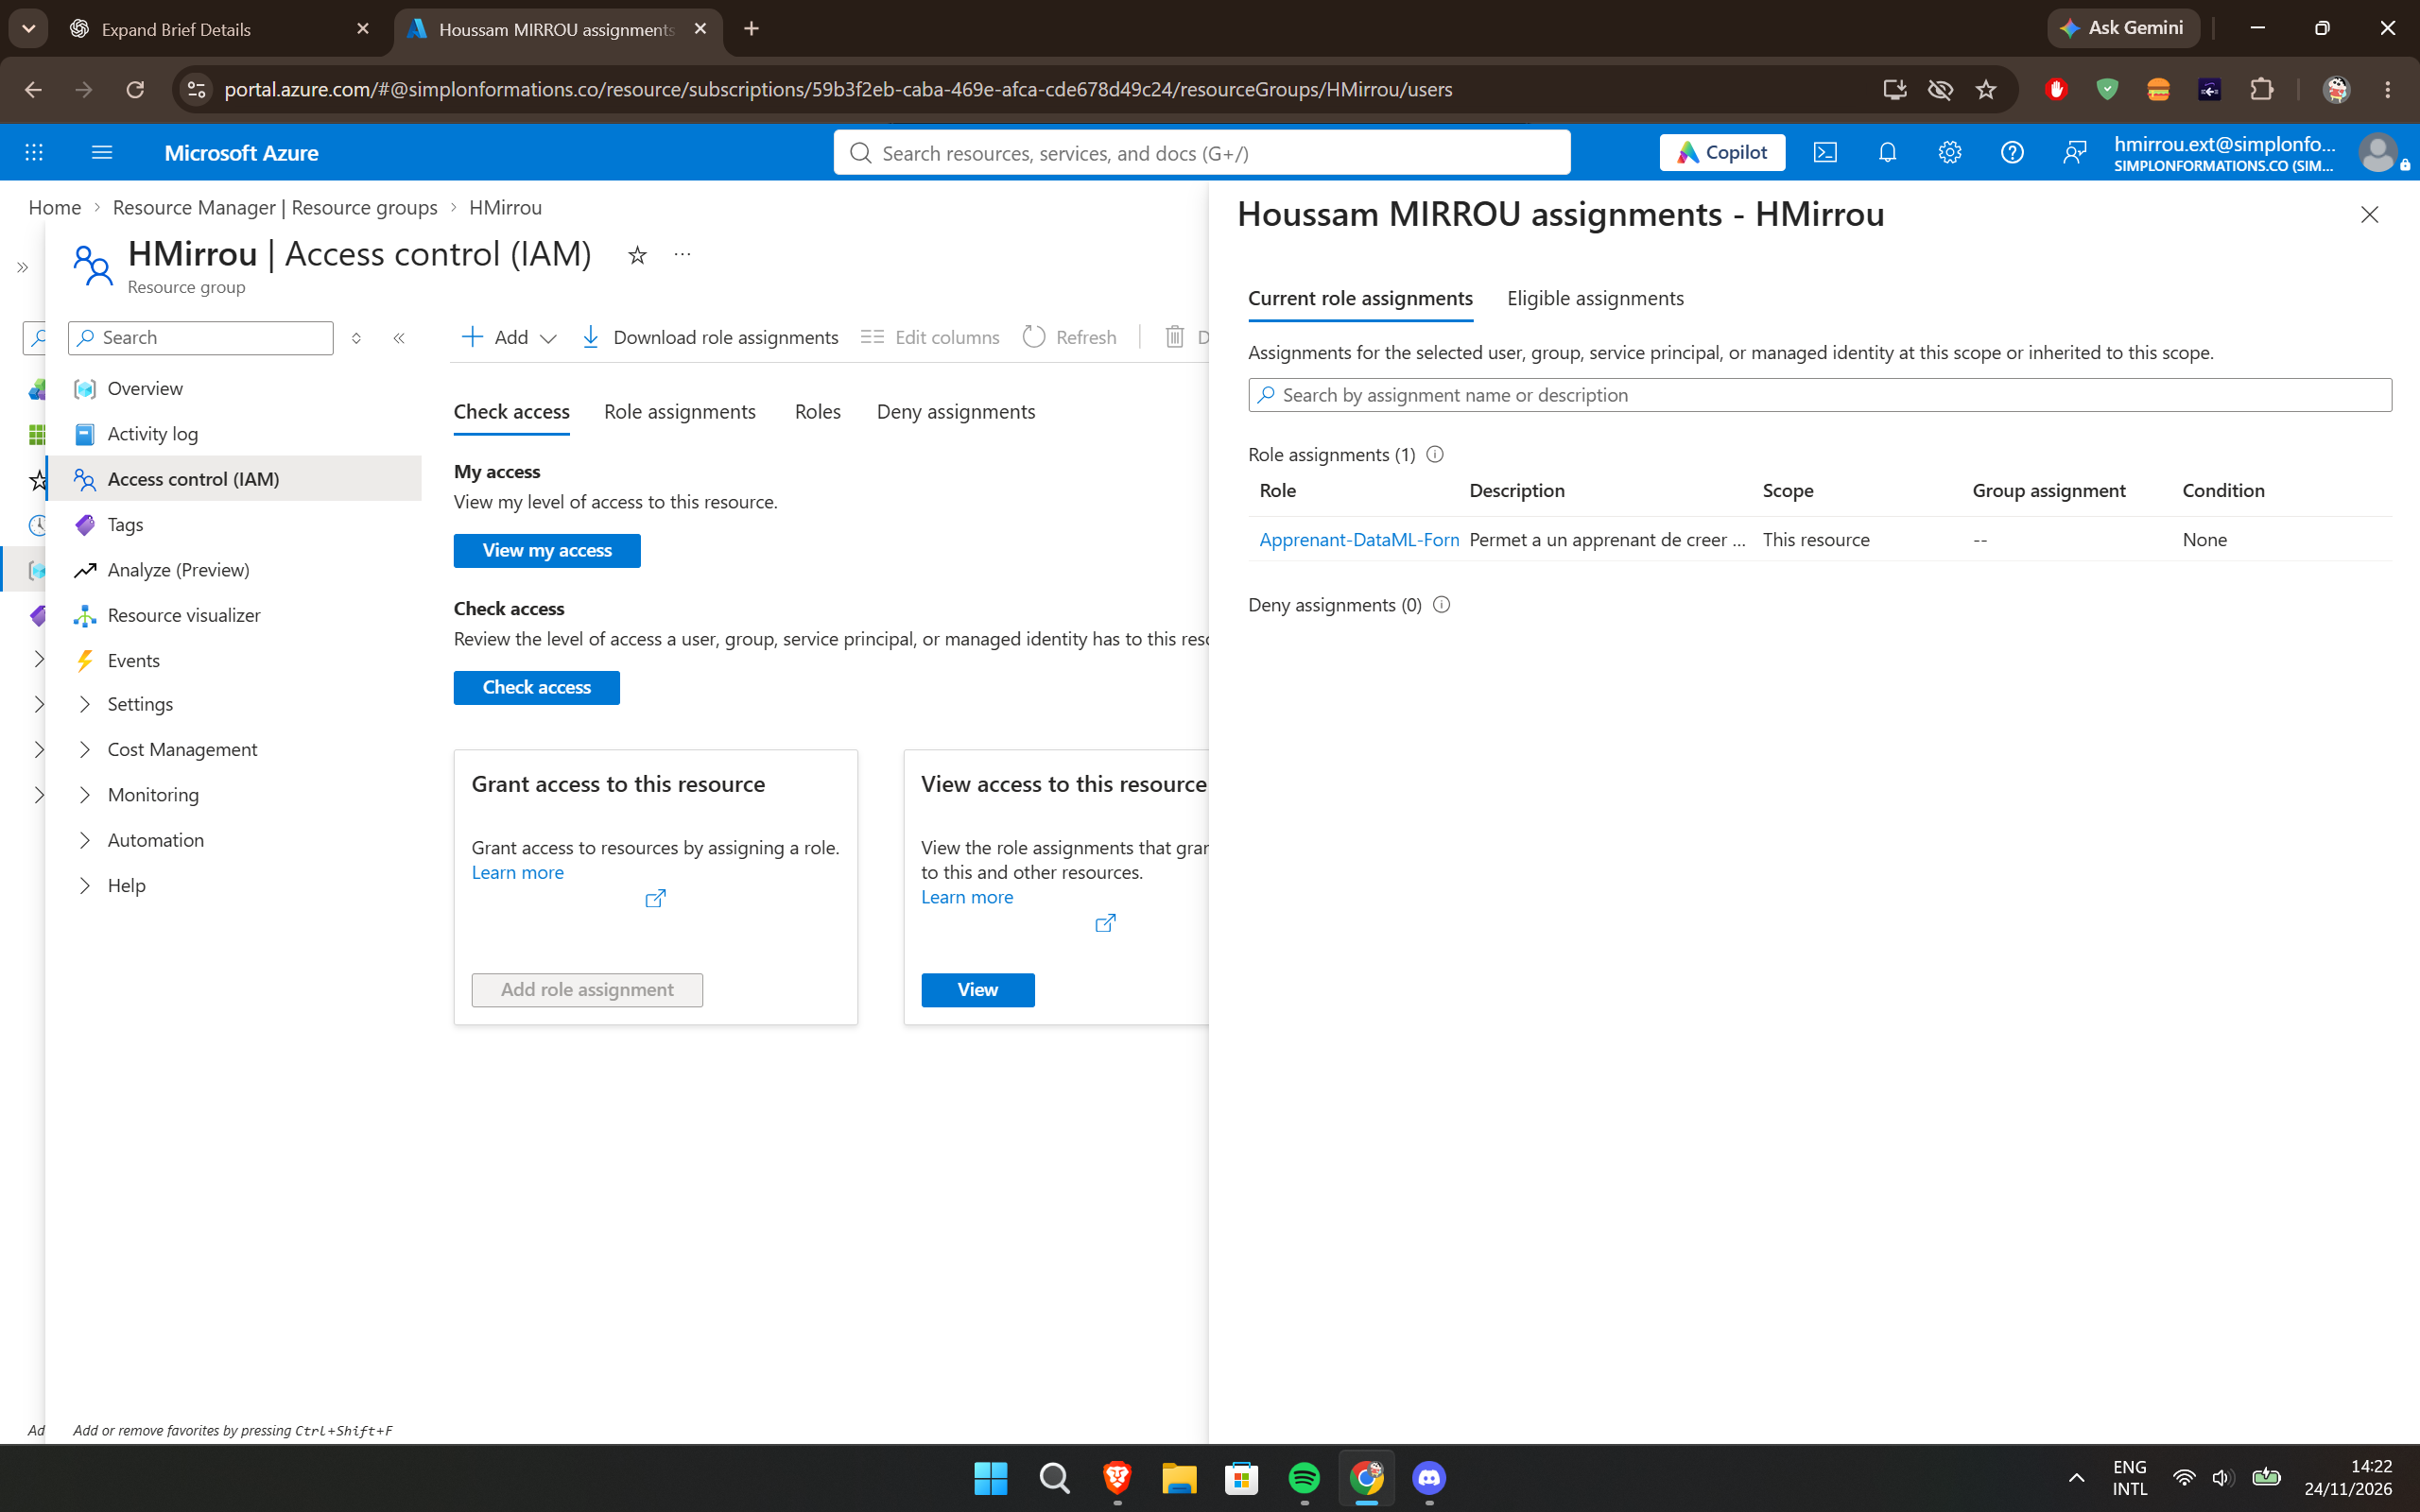 Expand Brief Details
Houssam MIRROU assignments
Ask Gemini
portal.azure.com/#@simplonformations.co/resource/subscriptions/59b3f2eb-caba-469e-afca-cde678d49c24/resourceGroups/HMirrou/users
Microsoft Azure
Search resources, services, and docs (G+/)
Copilot
hmirrou.ext@simplonfo...
SIMPLONFORMATIONS.CO (SIM...
Home > Resource Manager | Resource groups > HMirrou
HMirrou | Access control (IAM)
Resource group
Search
Overview
Activity log
Access control (IAM)
Tags
Analyze (Preview)
Resource visualizer
Events
Settings
Cost Management
Monitoring
Automation
Help
Ad
Add or remove favorites by pressing Ctrl+Shift+F
Add
Download role assignments
Edit columns
Refresh
D
Check access
Role assignments
Roles
Deny assignments
My access
View my level of access to this resource.
View my access
Check access
Review the level of access a user, group, service principal, or managed identity has to this reso
Check access
Grant access to this resource
Grant access to resources by assigning a role.
Learn more
Add role assignment
View access to this resource
View the role assignments that gran
to this and other resources.
Learn more
View
Houssam MIRROU assignments - HMirrou
Current role assignments
Eligible assignments
Assignments for the selected user, group, service principal, or managed identity at this scope or inherited to this scope.
Search by assignment name or description
Role assignments (1)
Role Description Scope Group assignment Condition
Apprenant-DataML-Form Permet a un apprenant de creer ... This resource -- None
Deny assignments (0)
ENG
INTL
14:22
24/11/2026